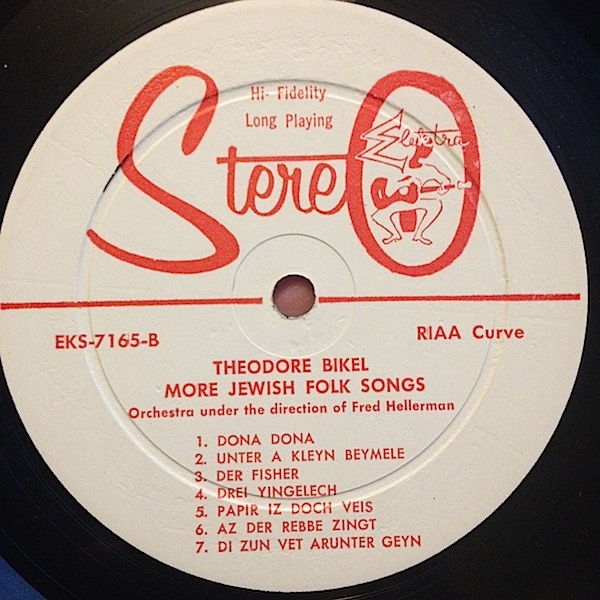 Hi- Fidelity
Long Playing
Stereo
Elektra
EKS-7165-B
RIAA Curve
THEODORE BIKEL
MORE JEWISH FOLK SONGS
Orchestra under the direction of Fred Hellerman
1. DONA DONA
2. UNTER A KLEYN BEYMELE
3. DER FISHER
4. DREI YINGELECH
5. PAPIR IZ DOCH VEIS
6. AZ DER REBBE ZINGT
7. DI ZUN VET ARUNTER GEYN